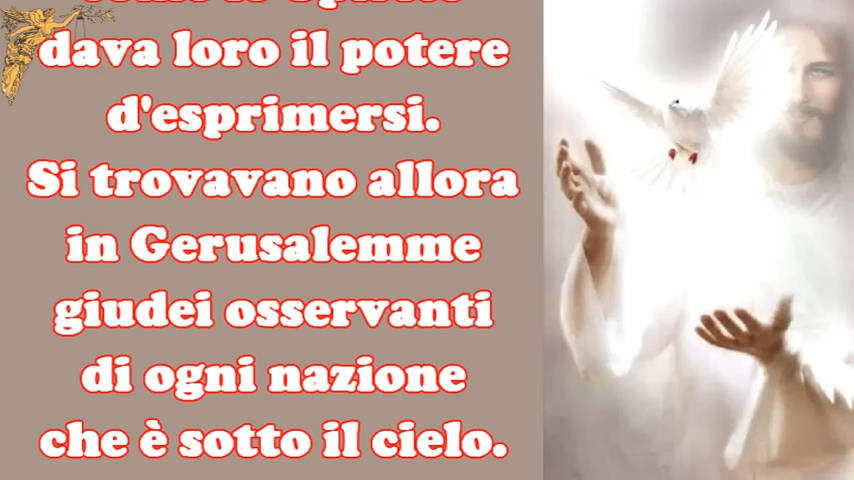 dava loro il potere
d'esprimersi.
Si trovavano allora
in Gerusalemme
giudei osservanti
di ogni nazione
che è sotto il cielo.